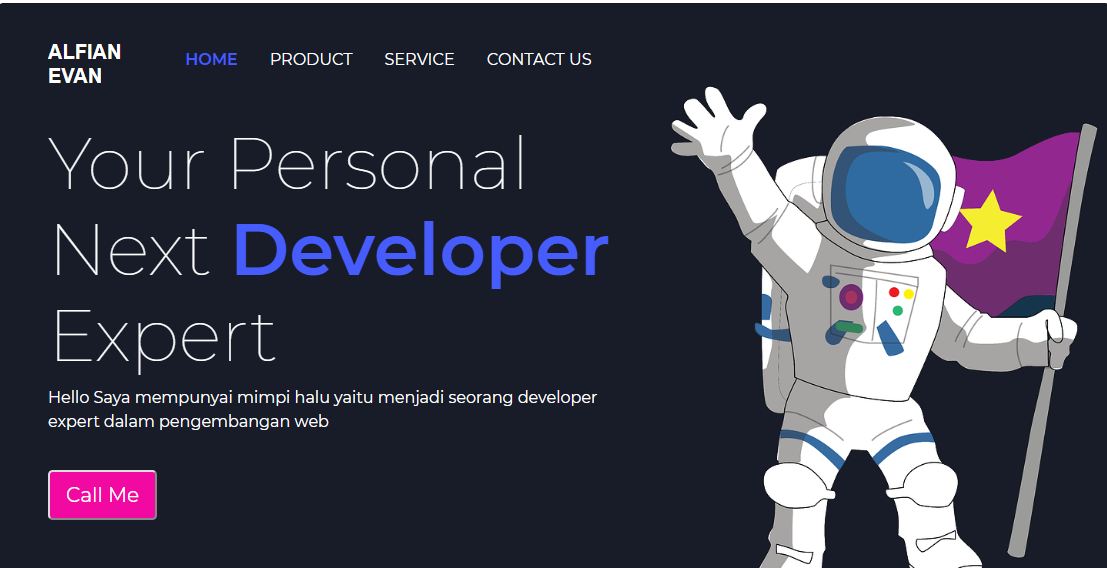 ALFIAN
EVAN
HOME PRODUCT SERVICE CONTACT US
Your Personal
Next Developer
Expert
Hello Saya mempunyai mimpi halu yaitu menjadi seorang developer
expert dalam pengembangan web
Call Me